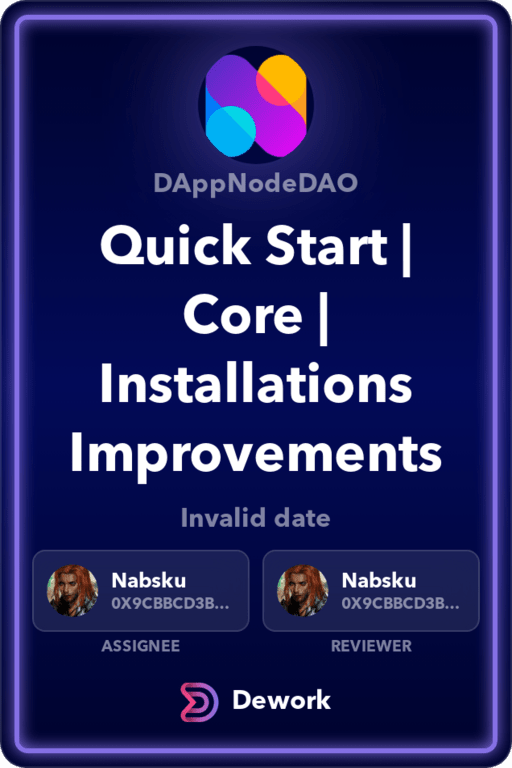 DAppNodeDAO
Quick Start |
Core |
Installations
Improvements
Invalid date
Nabsku
0X9CBBCD3B...
ASSIGNEE
Nabsku
0X9CBBCD3B...
REVIEWER
Dework